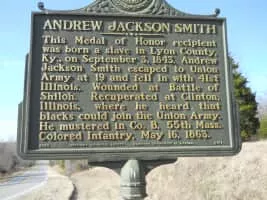 ANDREW JACKSON SMITH
This Medal of Honor recipient
was born a slave in Lyon County,
Ky., on September 3, 1843. Andrew
Jackson Smith escaped to Union
Army at 19 and fell in with 41st
Illinois. Wounded at Battle of
Shiloh. Recuperated at Clinton,
Illinois, where he heard that
blacks could join the Union Army.
He mustered in Co. B, 55th Mass.
Colored Infantry, May 16, 1863.